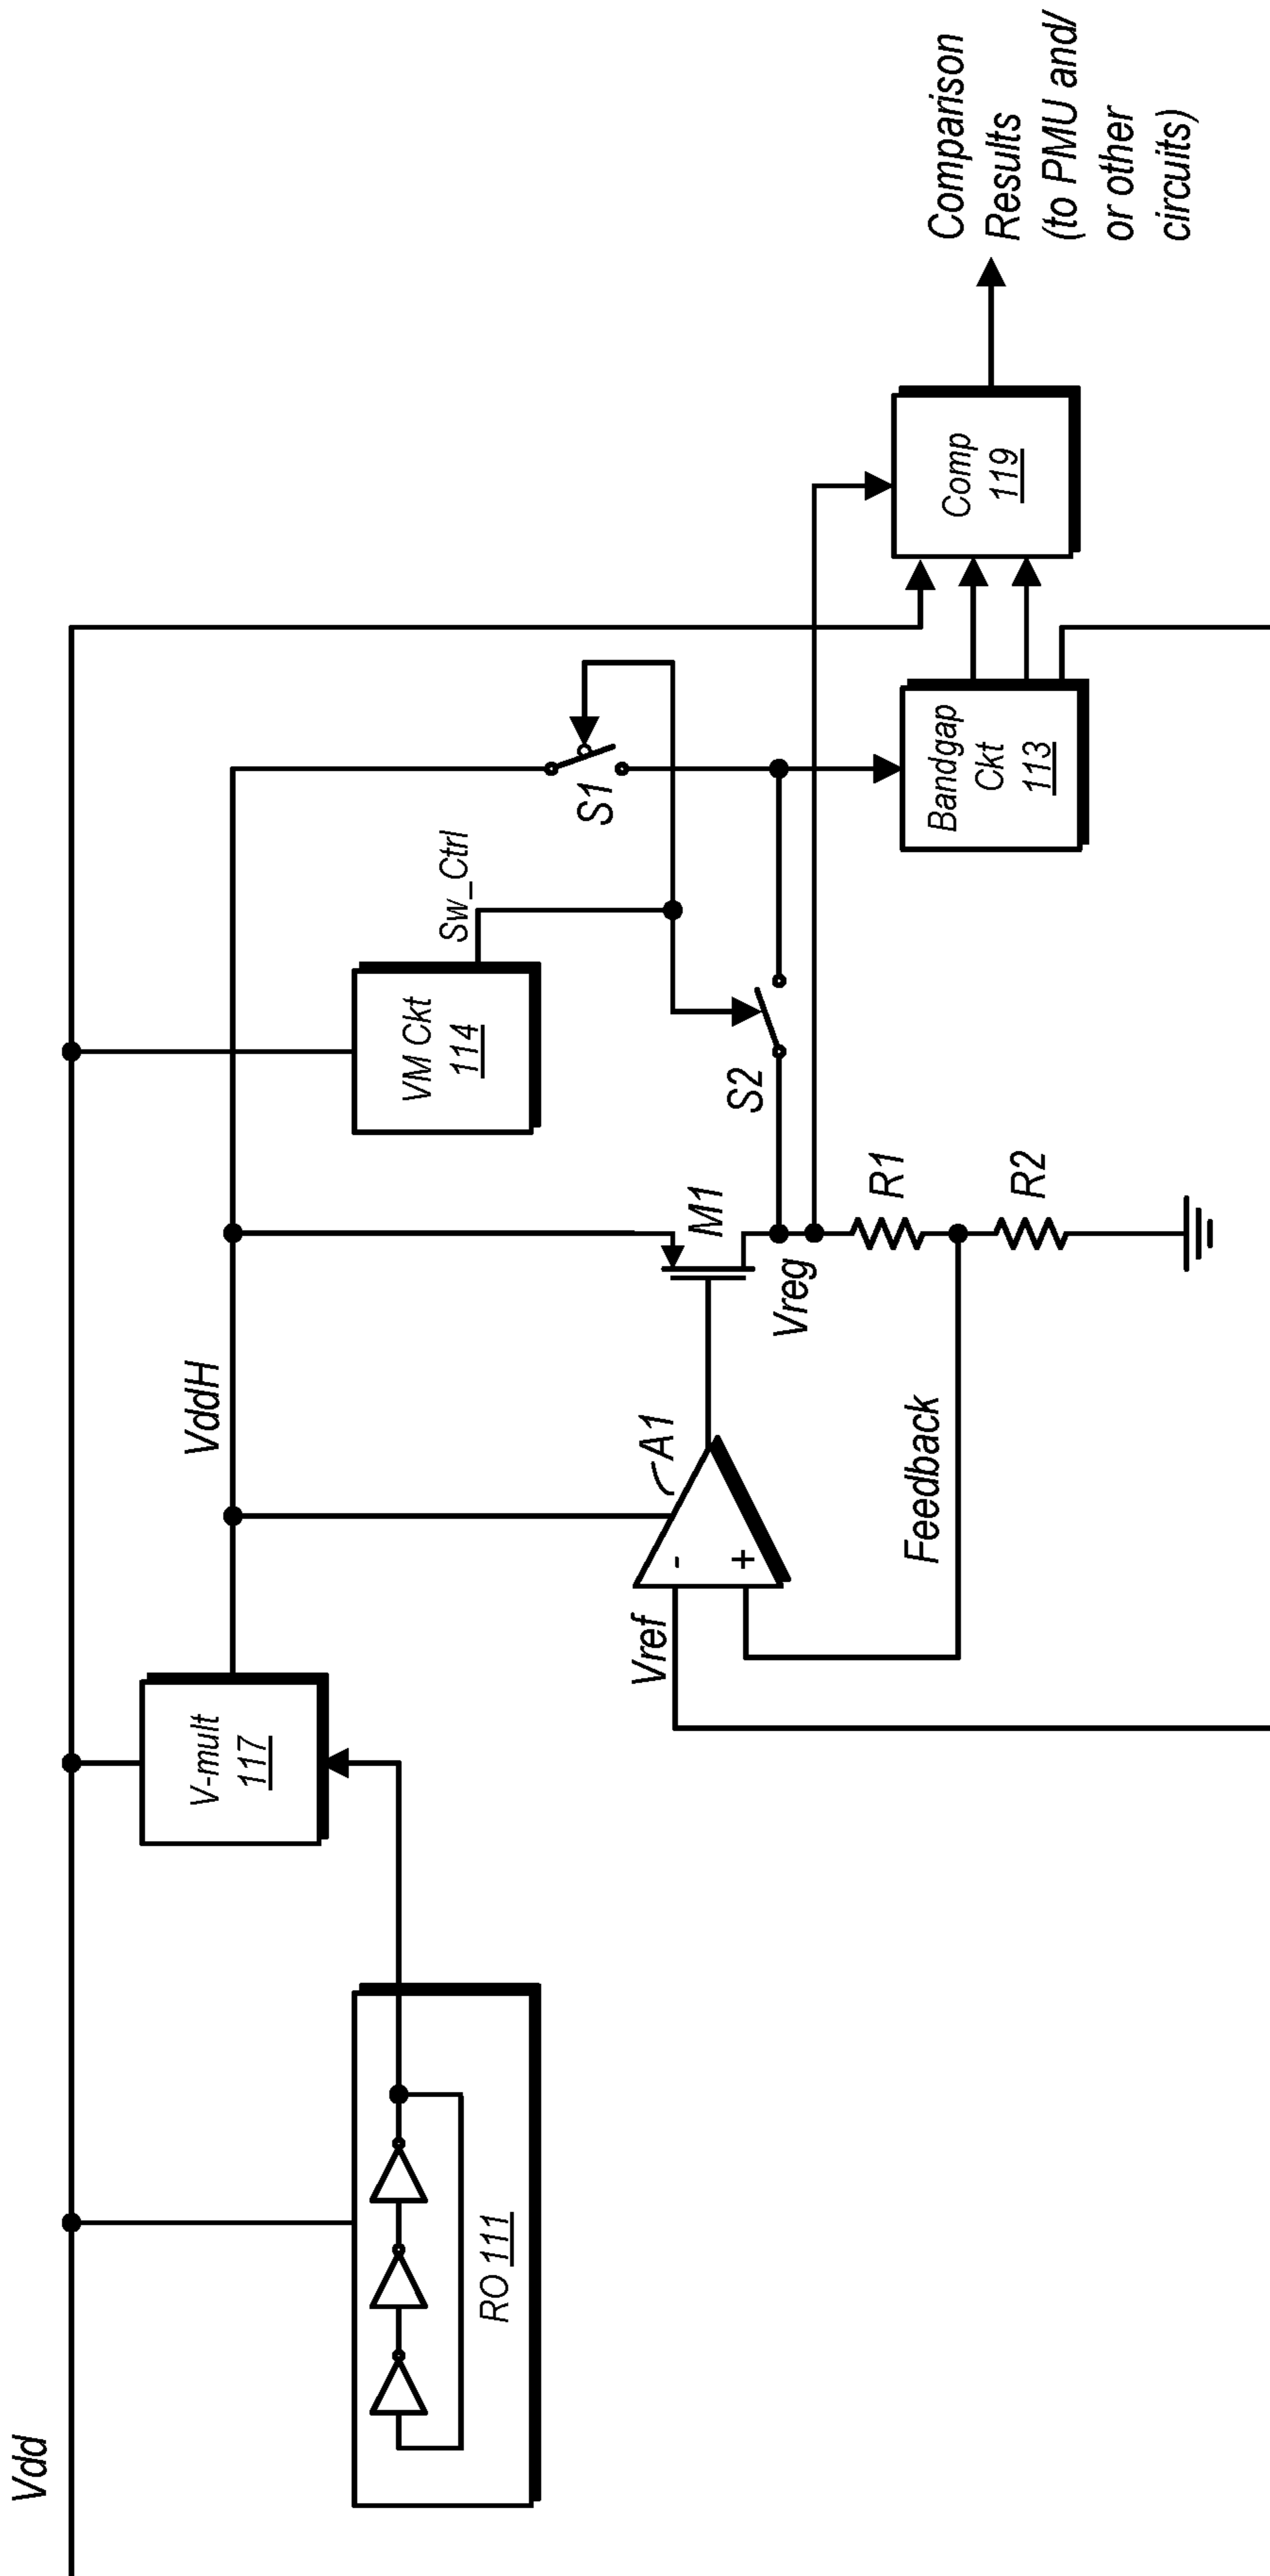 Vdd
V-mult
117
VddH
RO 111
VM Ckt
114
Sw_Ctrl
S1
Vref
-
+
A1
M1
S2
Vreg
Feedback
R1
R2
Bandgap
Ckt
113
Comp
119
Comparison
Results
(to PMU and/
or other
circuits)